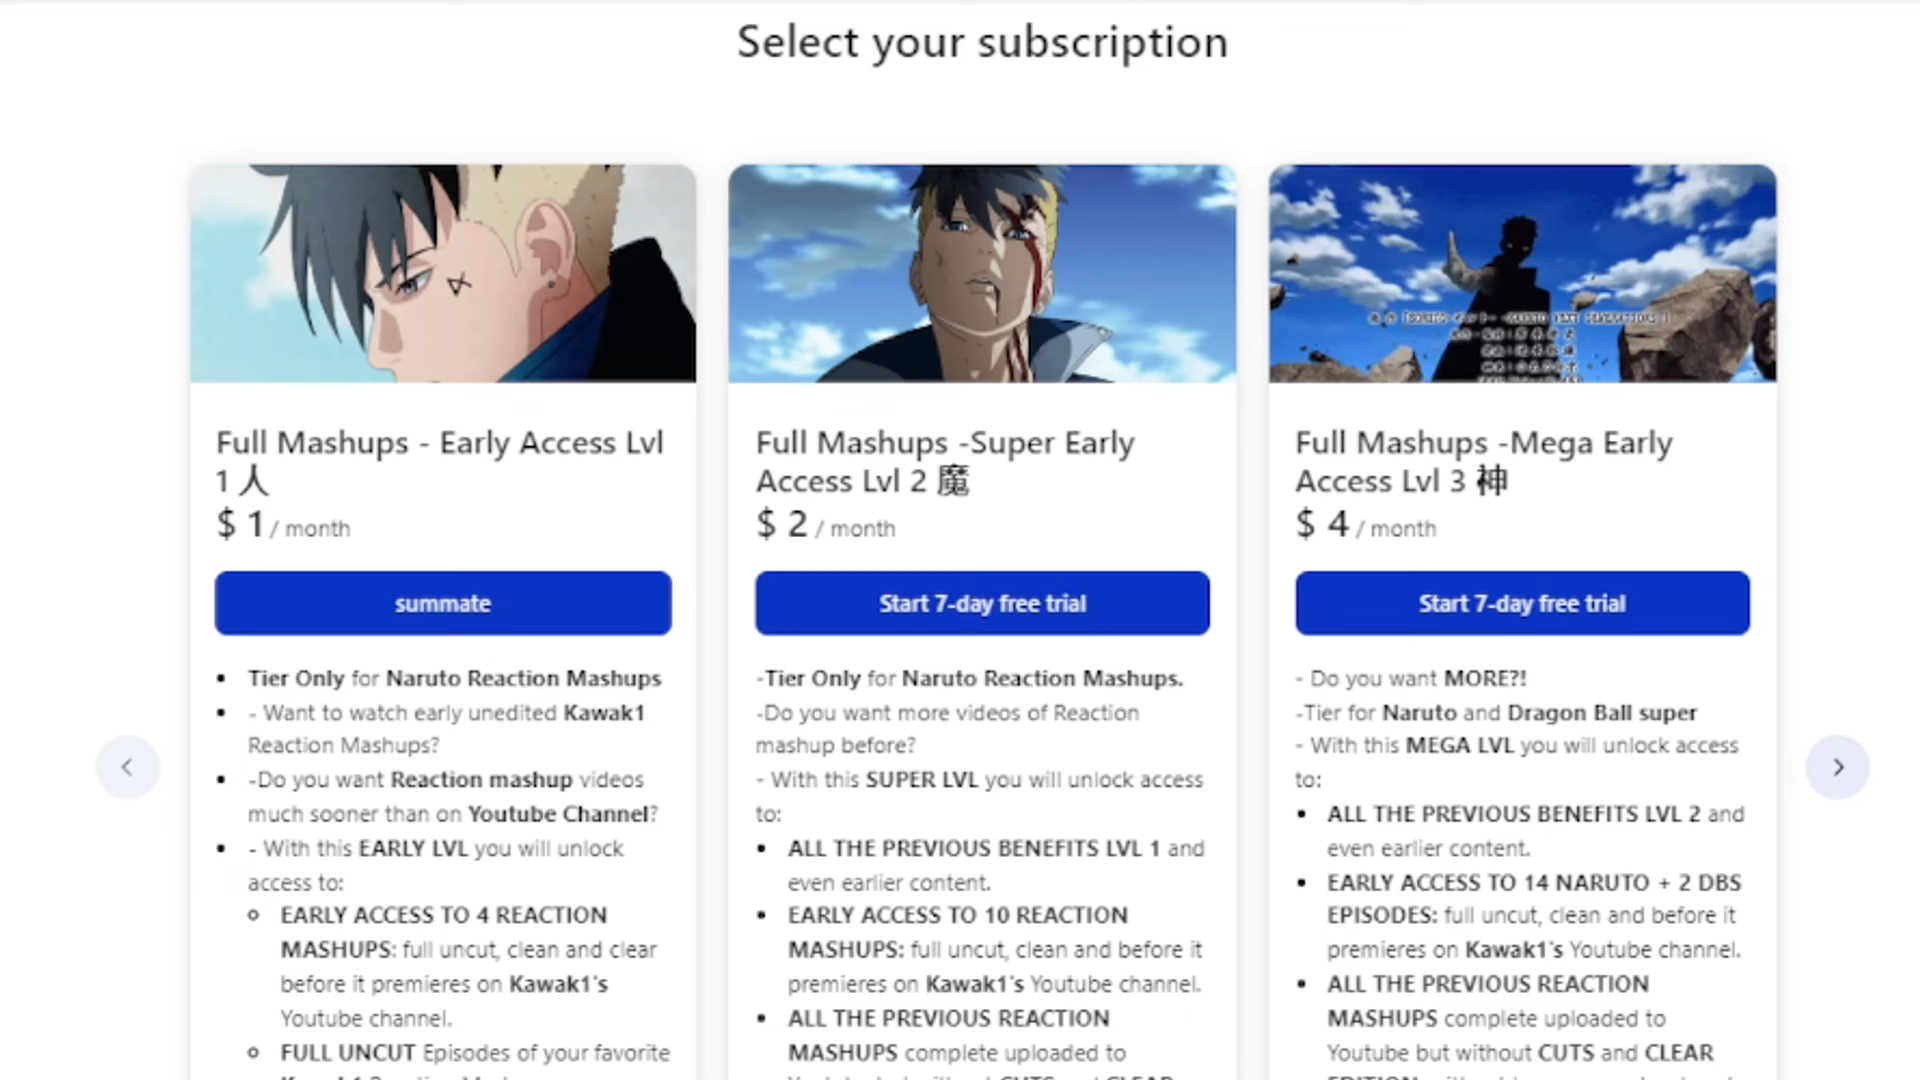 Select your subscription
Full Mashups - Early Access Lvl
1 人
$ 1 / month
summate
• Tier Only for Naruto Reaction Mashups
• - Want to watch early unedited Kawak1
Reaction Mashups?
• -Do you want Reaction mashup videos
much sooner than on Youtube Channel?
• - With this EARLY LVL you will unlock
access to:
EARLY ACCESS TO 4 REACTION
MASHUPS: full uncut, clean and clear
before it premieres on Kawak1's
Youtube channel.
FULL UNCUT Episodes of your favorite
Full Mashups -Super Early
Access Lvl 2 魔
$ 2 / month
Start 7-day free trial
-Tier Only for Naruto Reaction Mashups.
-Do you want more videos of Reaction
mashup before?
- With this SUPER LVL you will unlock access
to:
• ALL THE PREVIOUS BENEFITS LVL 1 and
even earlier content.
• EARLY ACCESS TO 10 REACTION
MASHUPS: full uncut, clean and before it
premieres on Kawak1's Youtube channel.
• ALL THE PREVIOUS REACTION
MASHUPS complete uploaded to
Full Mashups -Mega Early
Access Lvl 3 神
$ 4 / month
Start 7-day free trial
- Do you want MORE?!
-Tier for Naruto and Dragon Ball super
- With this MEGA LVL you will unlock access
to:
• ALL THE PREVIOUS BENEFITS LVL 2 and
even earlier content.
• EARLY ACCESS TO 14 NARUTO + 2 DBS
EPISODES: full uncut, clean and before it
premieres on Kawak1's Youtube channel.
• ALL THE PREVIOUS REACTION
MASHUPS complete uploaded to
Youtube but without CUTS and CLEAR